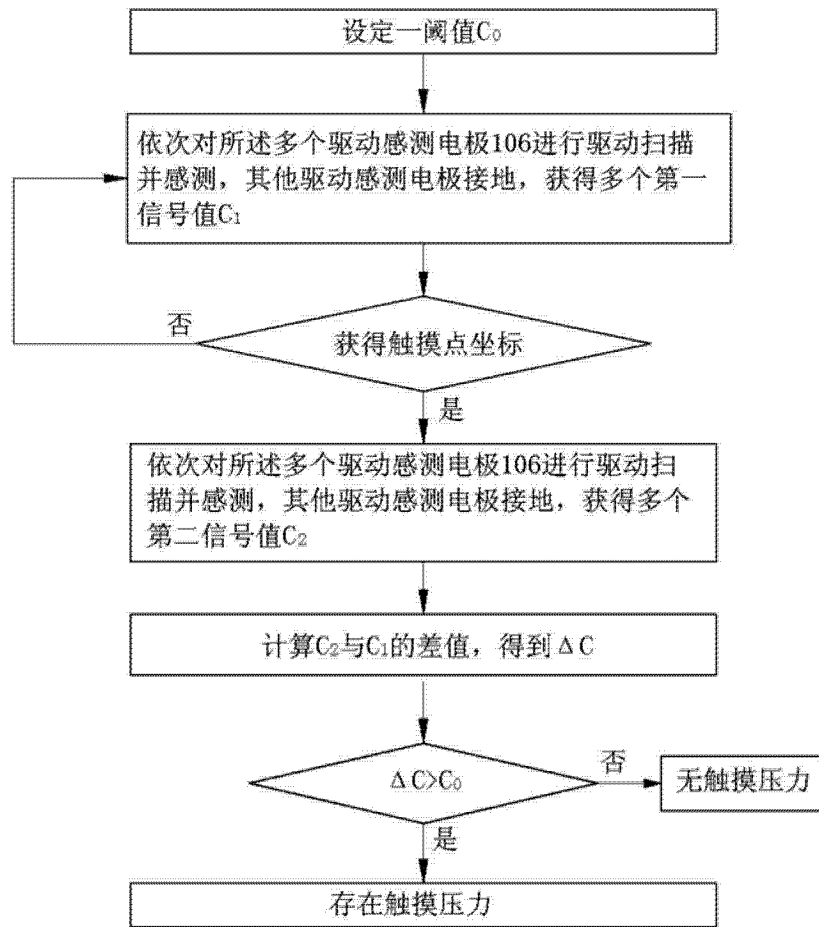 设定一阈值C₀
依次对所述多个驱动感测电极106进行驱动扫描
并感测，其他驱动感测电极接地，获得多个第一
信号值C₁
否
获得触摸点坐标
是
依次对所述多个驱动感测电极106进行驱动扫
描并感测，其他驱动感测电极接地，获得多个
第二信号值C₂
计算C₂与C₁的差值，得到ΔC
ΔC>C₀
否
无触摸压力
是
存在触摸压力